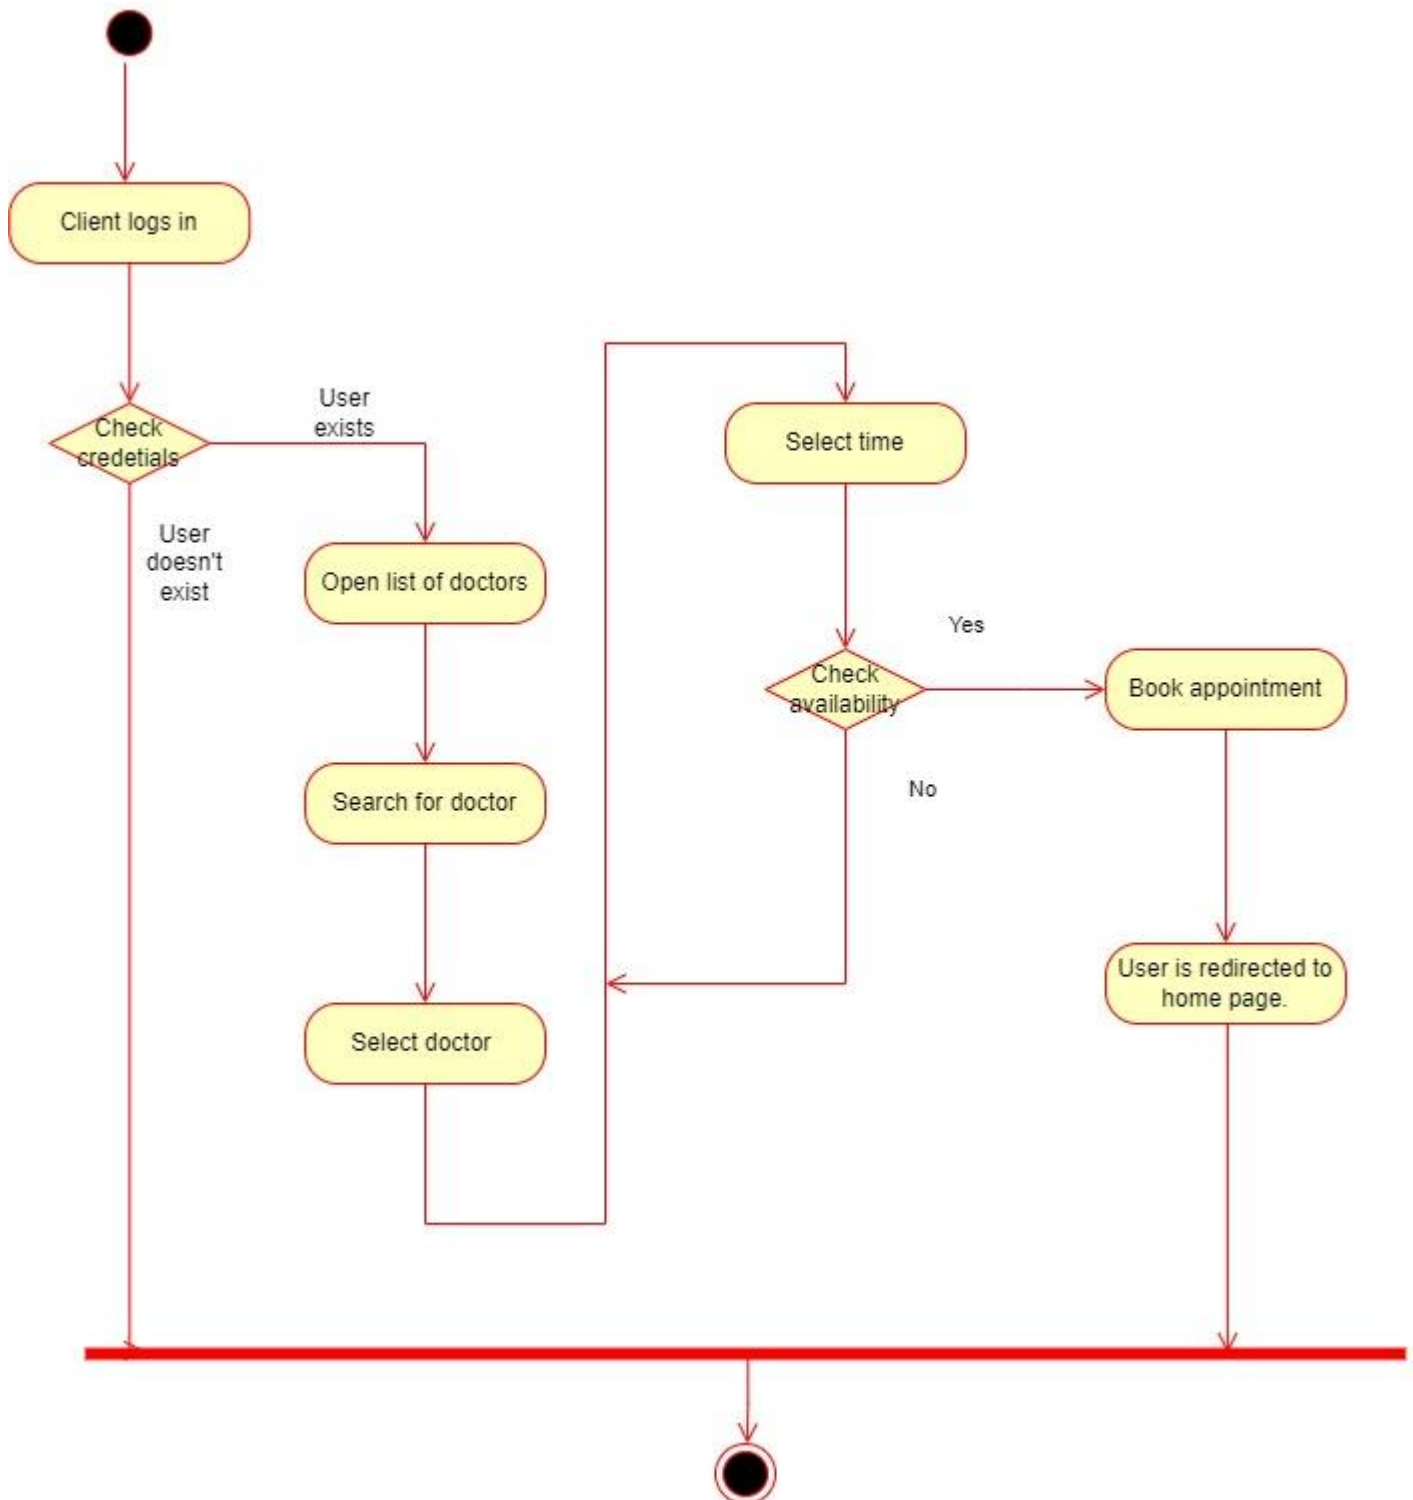 Client logs in
Check
credetials
User
exists
User
doesn't
exist
Open list of doctors
Search for doctor
Select doctor
Select time
Check
availability
Yes
No
Book appointment
User is redirected to
home page.